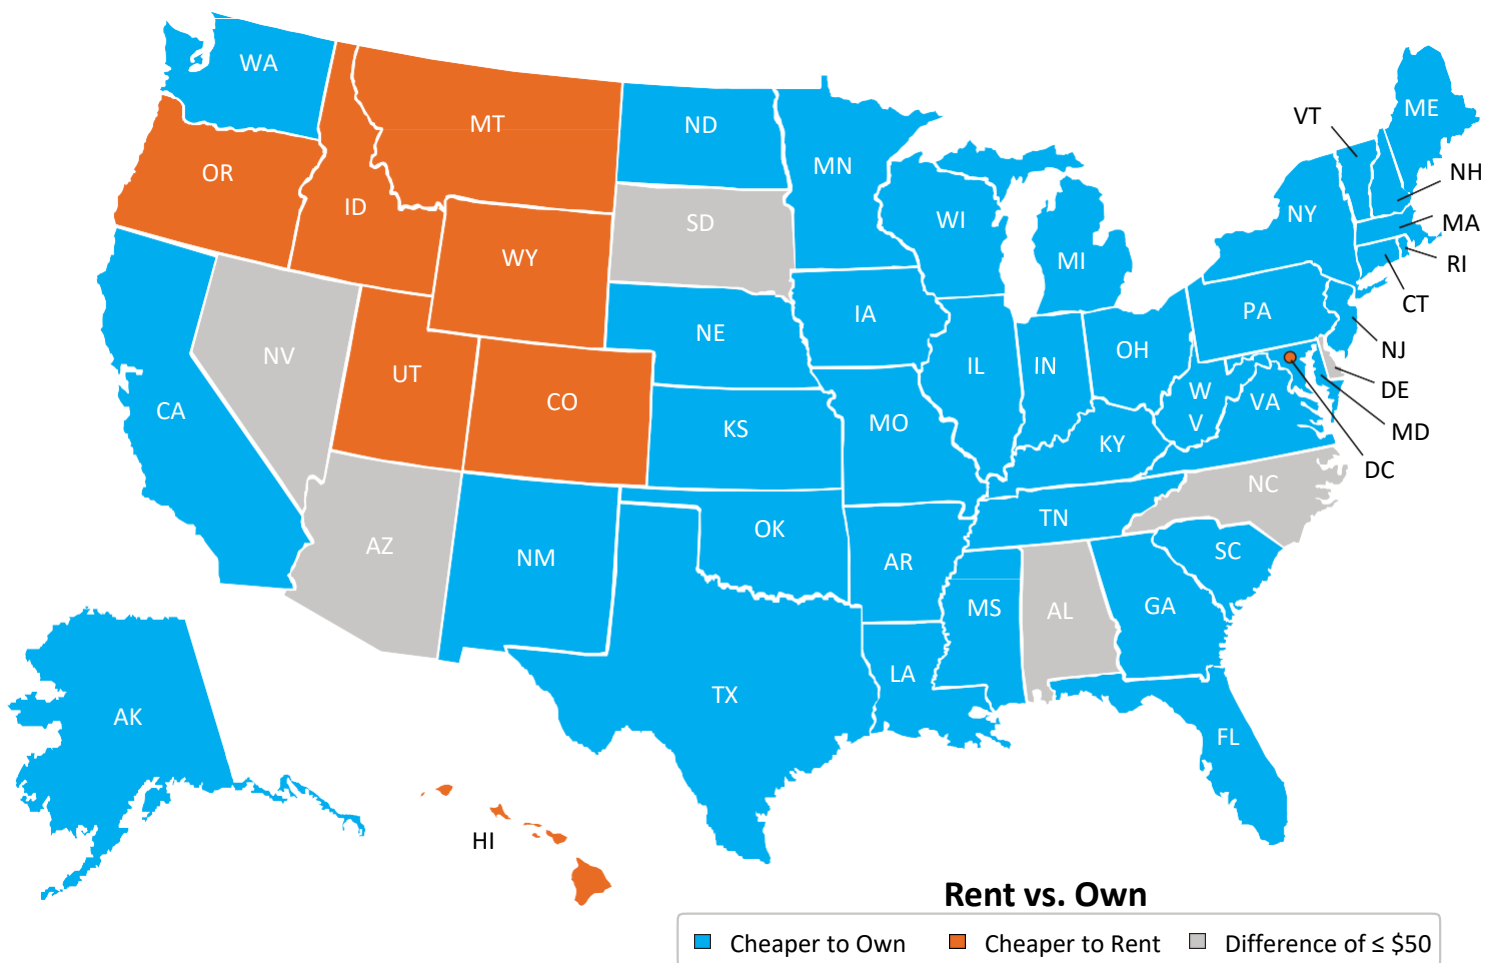 WA
MT
ND
MN
ME
VT
OR
ID
SD
WI
NH
NY
MA
WY
MI
RI
CT
NV
UT
CO
NE
IA
IL
IN
OH
PA
NJ
DE
CA
KS
MO
KY
W
V
VA
MD
DC
AZ
NM
OK
AR
TN
NC
SC
TX
LA
MS
AL
GA
FL
AK
HI
Rent vs. Own
Cheaper to Own Cheaper to Rent Difference of ≤ $50